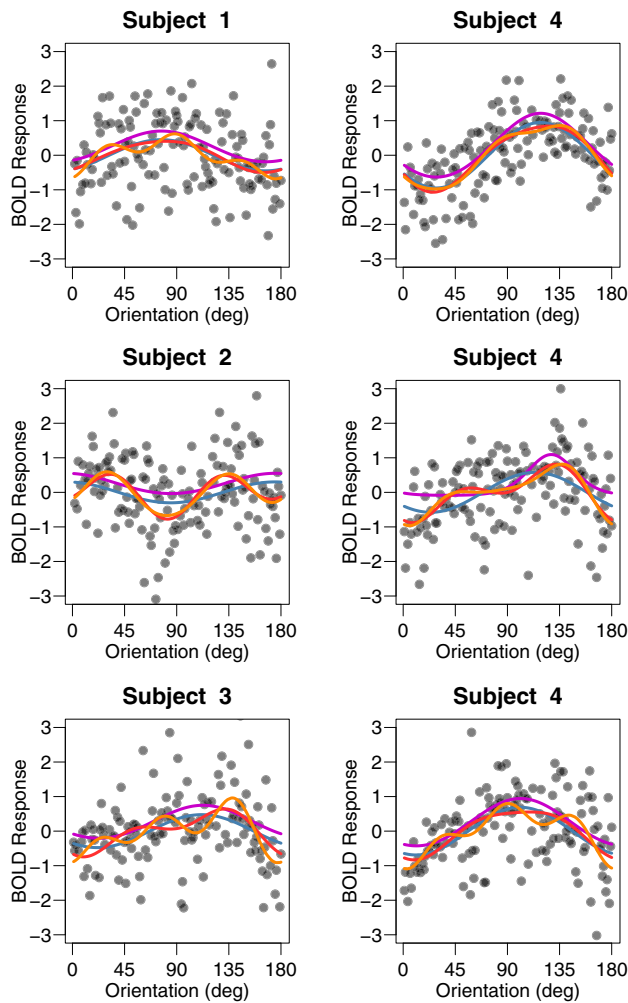 Subject 1
3
2
1
0
−1
−2
−3
BOLD Response
0 45 90 135 180
Orientation (deg)
Subject 4
3
2
1
0
−1
−2
−3
BOLD Response
0 45 90 135 180
Orientation (deg)
Subject 2
3
2
1
0
−1
−2
−3
BOLD Response
0 45 90 135 180
Orientation (deg)
Subject 4
3
2
1
0
−1
−2
−3
BOLD Response
0 45 90 135 180
Orientation (deg)
Subject 3
3
2
1
0
−1
−2
−3
BOLD Response
0 45 90 135 180
Orientation (deg)
Subject 4
3
2
1
0
−1
−2
−3
BOLD Response
0 45 90 135 180
Orientation (deg)